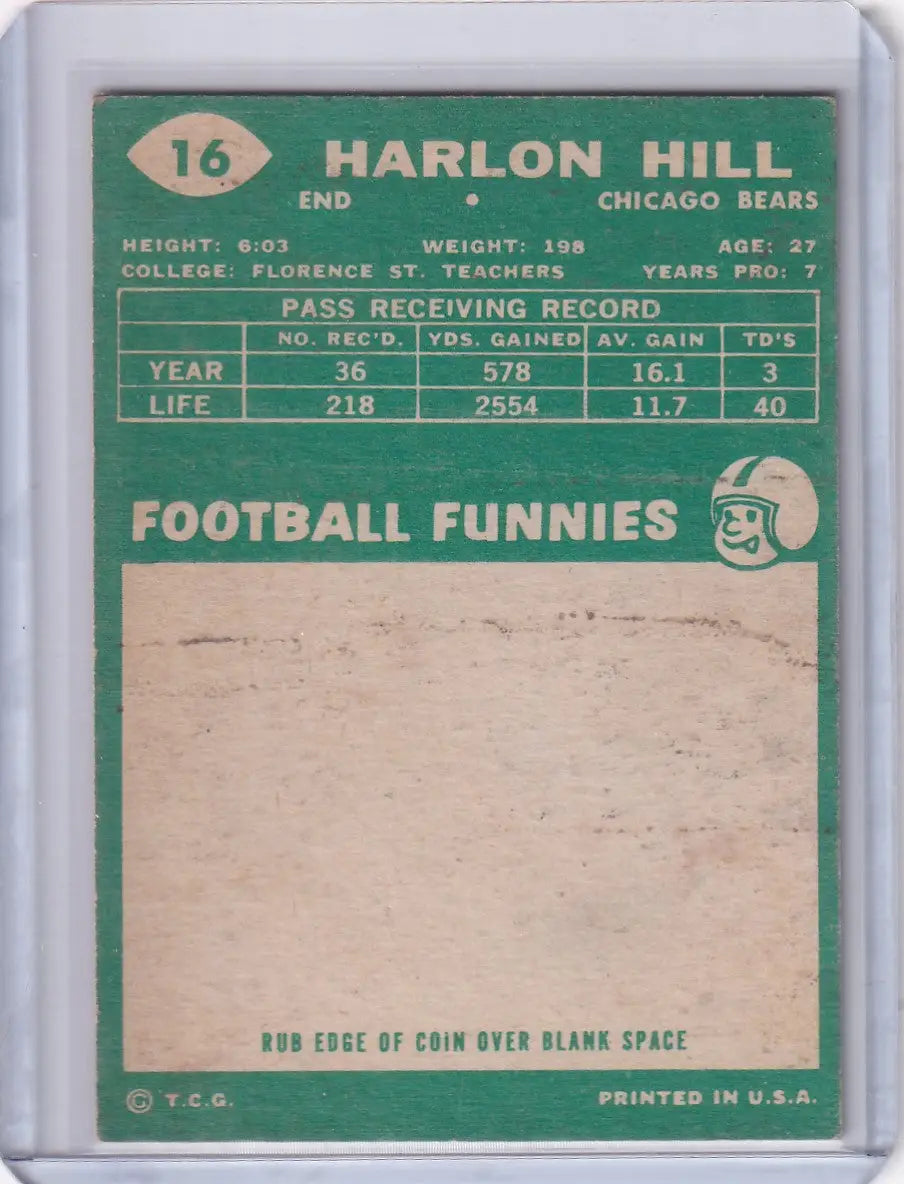 16 HARLON HILL
END • CHICAGO BEARS
HEIGHT: 6:03 WEIGHT: 198 AGE: 27
COLLEGE: FLORENCE ST. TEACHERS YEARS PRO: 7
PASS RECEIVING RECORD
NO. REC'D. YDS. GAINED AV. GAIN TD'S
YEAR 36 578 16.1 3
LIFE 218 2554 11.7 40
FOOTBALL FUNNIES
RUB EDGE OF COIN OVER BLANK SPACE
© T.C.G. PRINTED IN U.S.A.